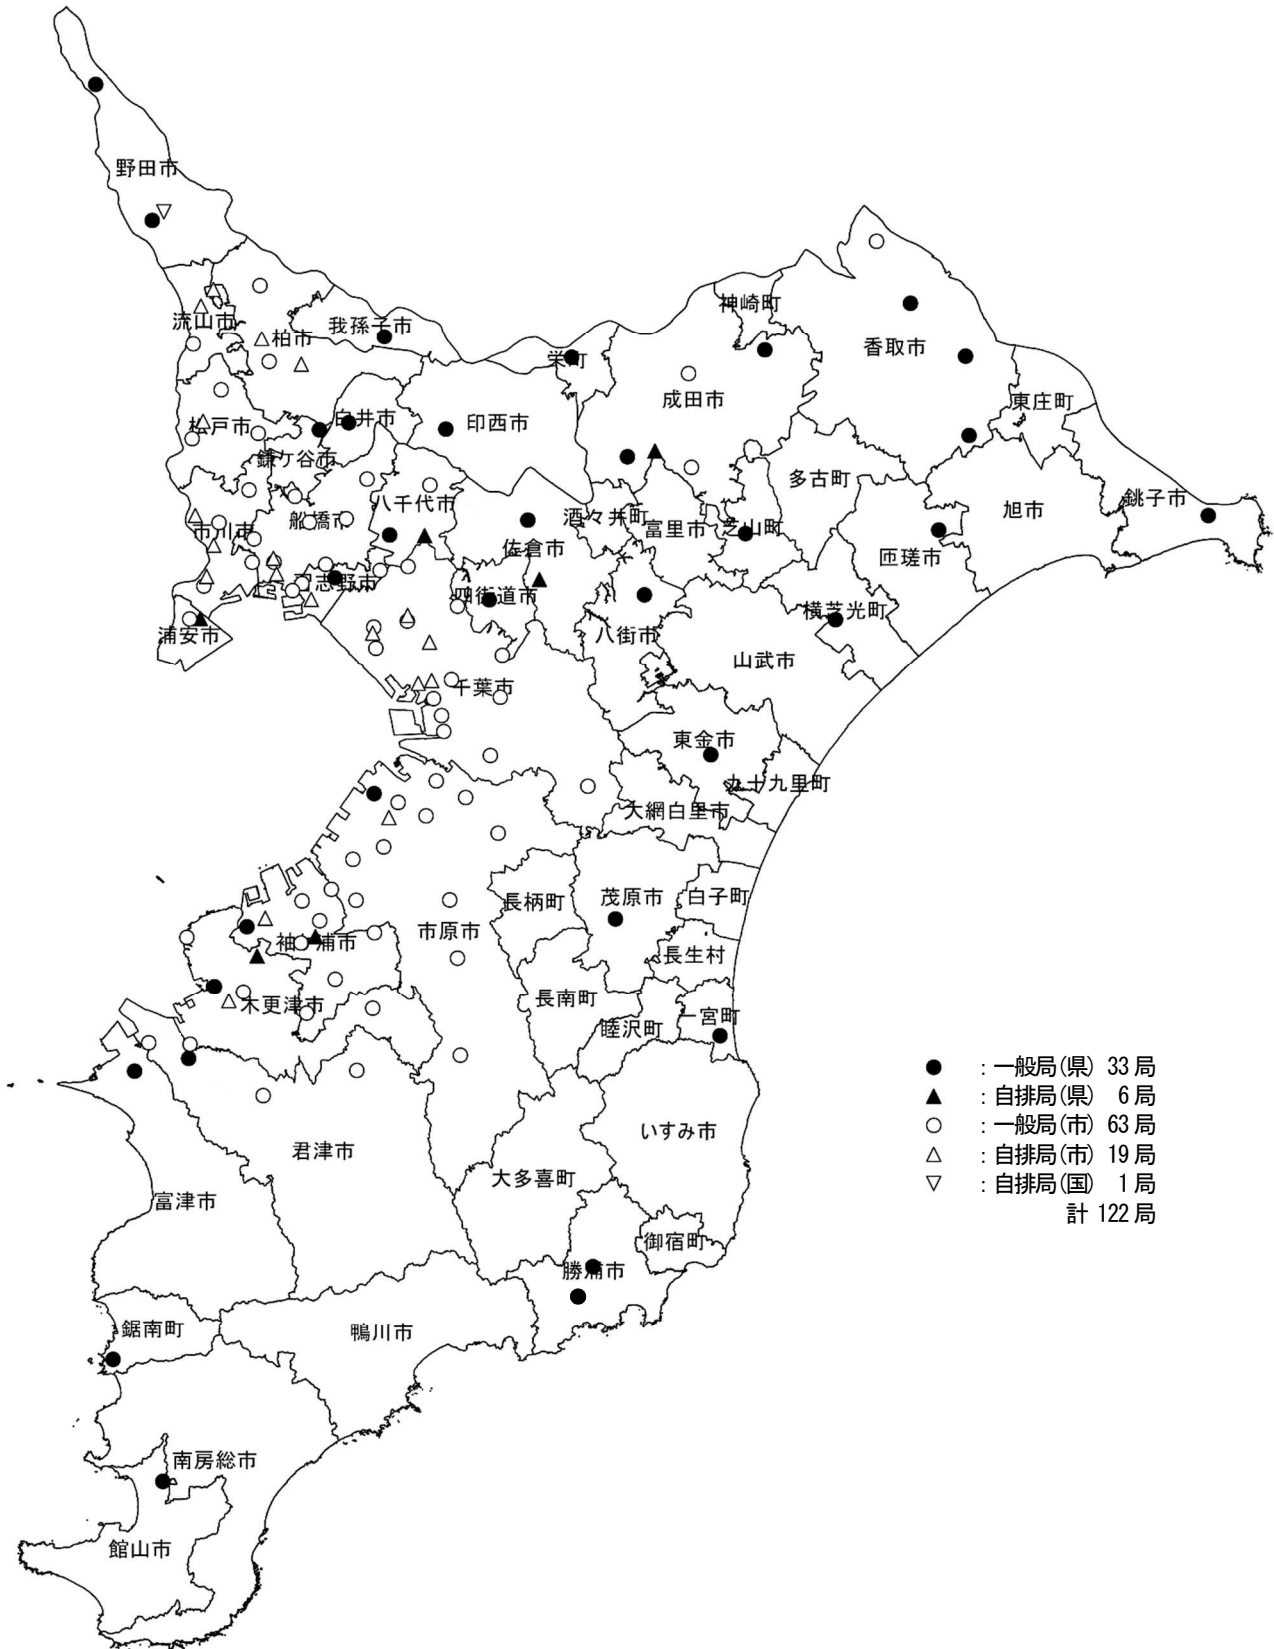 野田市
神崎町
流山市
我孫子市
柏市
香取市
栄町
成田市
東庄町
白井市
印西市
松戸市
鎌ケ谷市
多古町
銚子市
八千代市
旭市
酒々井町
船橋市
富里市
芝山町
市川市
佐倉市
匝瑳市
習志野市
四街道市
横芝光町
浦安市
八街市
山武市
千葉市
東金市
九十九里町
大網白里市
茂原市
白子町
長柄町
市原市
袖ケ浦市
長生村
長南町
木更津市
一宮町
睦沢町
● : 一般局(県) 33局
▲ : 自排局(県) 6局
○ : 一般局(市) 63局
△ : 自排局(市) 19局
▽ : 自排局(国) 1局
計 122局
いすみ市
君津市
大多喜町
富津市
御宿町
勝浦市
鋸南町
鴨川市
南房総市
館山市